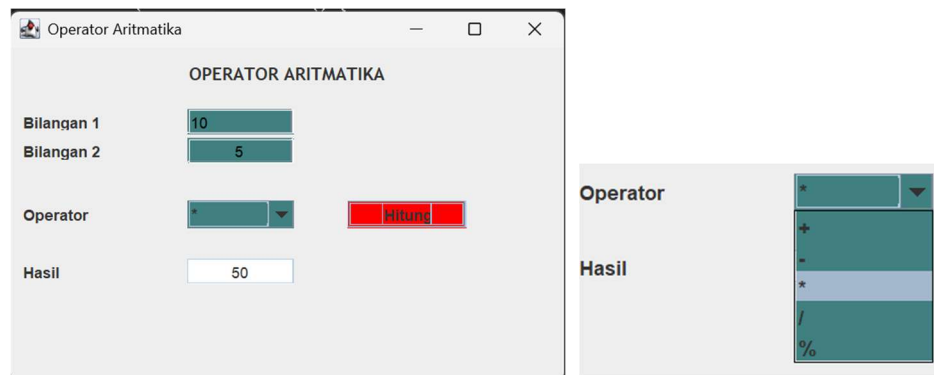 Operator Aritmatika
OPERATOR ARITMATIKA
Bilangan 1 10
Bilangan 2 5
Operator * Hitung
Hasil 50
Operator *
+
-
*
/
%
Hasil